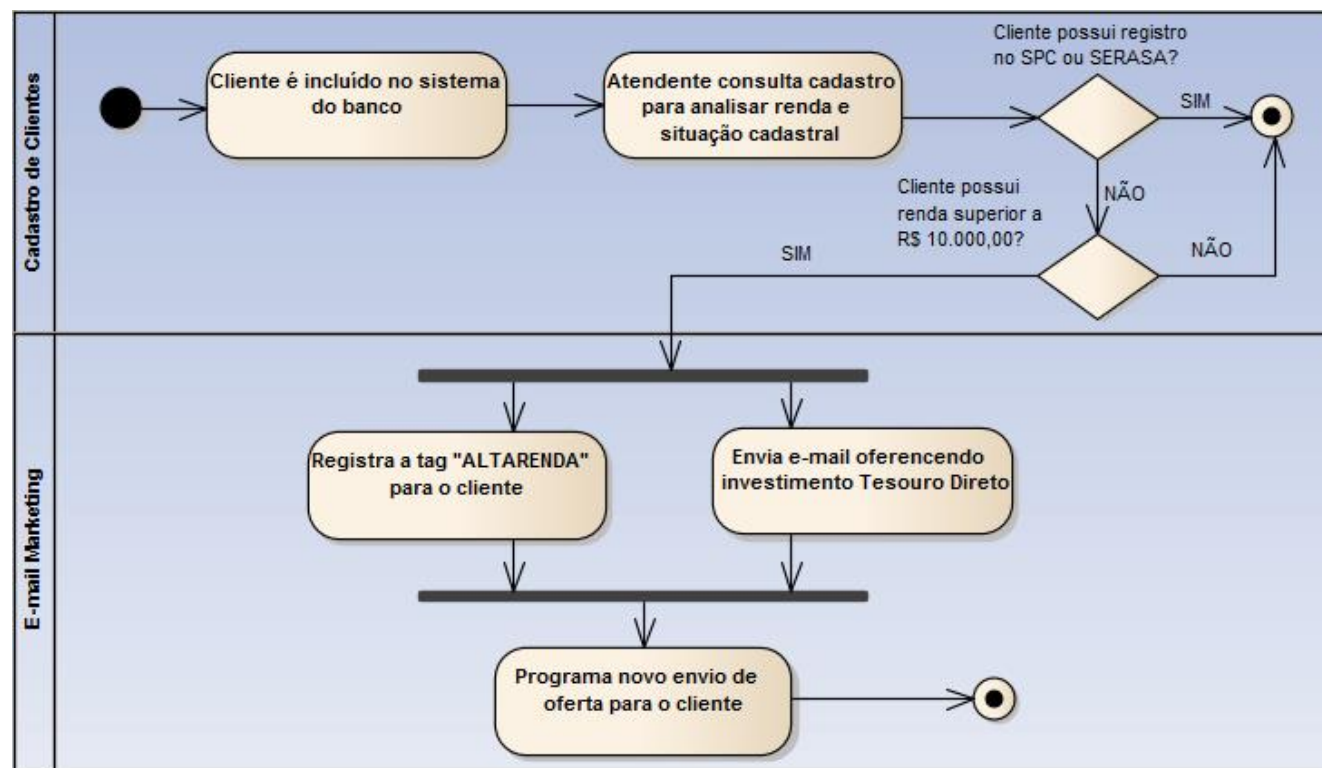 Cadastro de Clientes
Cliente é incluído no sistema
do banco
Atendente consulta cadastro
para analisar renda e
situação cadastral
Cliente possui registro
no SPC ou SERASA?
SIM
NÃO
Cliente possui
renda superior a
R$ 10.000,00?
SIM
NÃO
E-mail Marketing
Registra a tag "ALTARENDA"
para o cliente
Envia e-mail oferencendo
investimento Tesouro Direto
Programa novo envio de
oferta para o cliente